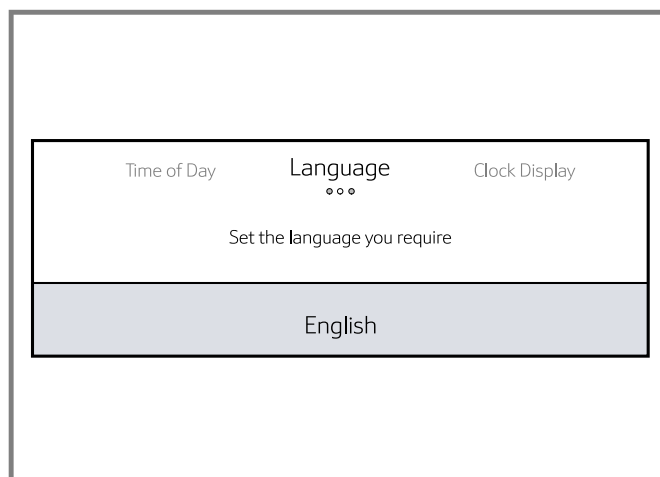 Time of Day Language Clock Display
Set the language you require
English